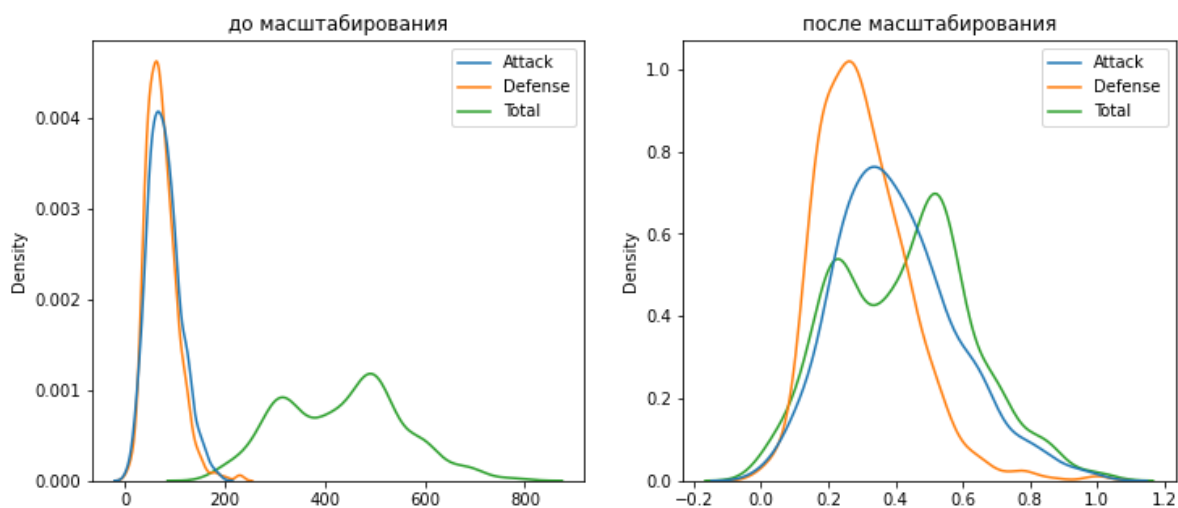 до масштабирования
Attack
Defense
Total
Density
0.004
0.003
0.002
0.001
0.000
0
200
400
600
800
после масштабирования
Attack
Defense
Total
Density
1.0
0.8
0.6
0.4
0.2
0.0
−0.2
0.0
0.2
0.4
0.6
0.8
1.0
1.2